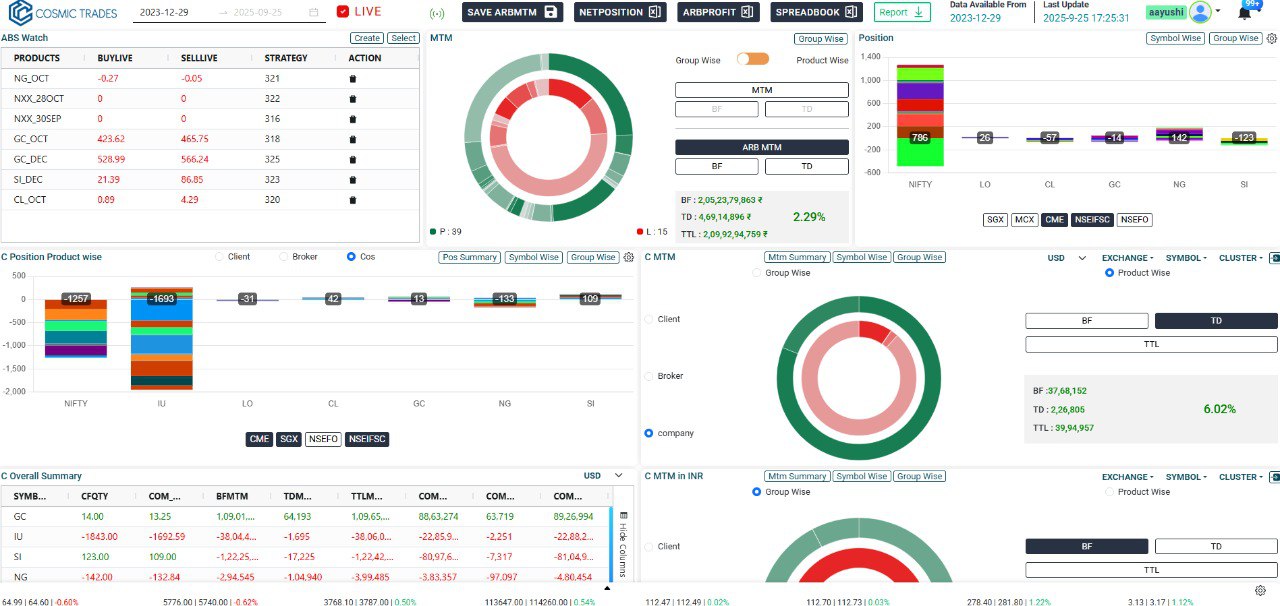 COSMIC TRADES
2023-12-29 → 2025-09-25
LIVE
SAVE ARBMTM
NETPOSITION
ARBPROFIT
SPREADBOOK
Report
Data Available From
2023-12-29
Last Update
2025-9-25 17:25:31
aayushi
99+
ABS Watch
Create Select
PRODUCTS BUYLIVE SELLLIVE STRATEGY ACTION
NG_OCT -0.27 -0.05 321
NXX_28OCT 0 0 322
NXX_30SEP 0 0 316
GC_OCT 423.62 465.75 318
GC_DEC 528.99 566.24 325
SI_DEC 21.39 86.85 323
CL_OCT 0.89 4.29 320
MTM
Group Wise
Group Wise Product Wise
MTM
BF TD
ARB MTM
BF TD
BF : 2,05,23,79,863 ₹
TD : 4,69,14,896 ₹
TTL : 2,09,92,94,759 ₹
2.29%
P : 39
L : 15
Position
Symbol Wise Group Wise
1,400
1,000
600
200
-200
-600
786 26 -57 -14 142 -123
NIFTY LO CL GC NG SI
SGX MCX CME NSEIFSC NSEFO
C Position Product wise
Client Broker Cos
Pos Summary Symbol Wise Group Wise
500
0
-500
-1,000
-1,500
-2,000
-1257 -1693 -31 42 13 -133 109
NIFTY IU LO CL GC NG SI
CME SGX NSEFO NSEIFSC
C MTM
Mtm Summary Symbol Wise Group Wise
USD
EXCHANGE SYMBOL CLUSTER
Group Wise Product Wise
Client
Broker
company
BF TD
TTL
BF :37,68,152
TD : 2,26,805
TTL : 39,94,957
6.02%
C Overall Summary
USD
SYMB... CFQTY COM_... BFMTM TDM... TTLM... COM... COM... COM...
GC 14.00 13.25 1,09,01,... 64,193 1,09,65,... 88,63,274 63,719 89,26,994
IU -1843.00 -1692.59 -38,04,4... -1,695 -38,06,0... -22,85,9... -2,251 -22,88,2...
SI 123.00 109.00 -1,22,25,... -17,225 -1,22,4... -80,97,6... -7,317 -81,04,9...
NG -142.00 -132.84 -2,94,545 -1,04,940 -3,99,485 -3,83,357 -97,097 -4,80,454
Hide Columns
C MTM in INR
Mtm Summary Symbol Wise Group Wise
EXCHANGE SYMBOL CLUSTER
Group Wise Product Wise
Client
BF TD
TTL
64.99 | 64.60 | -0.60%
5776.00 | 5740.00 | -0.62%
3768.10 | 3787.00 | 0.50%
113647.00 | 114260.00 | 0.54%
112.47 | 112.49 | 0.02%
112.70 | 112.73 | 0.03%
278.40 | 281.80 | 1.22%
3.13 | 3.17 | 1.12%